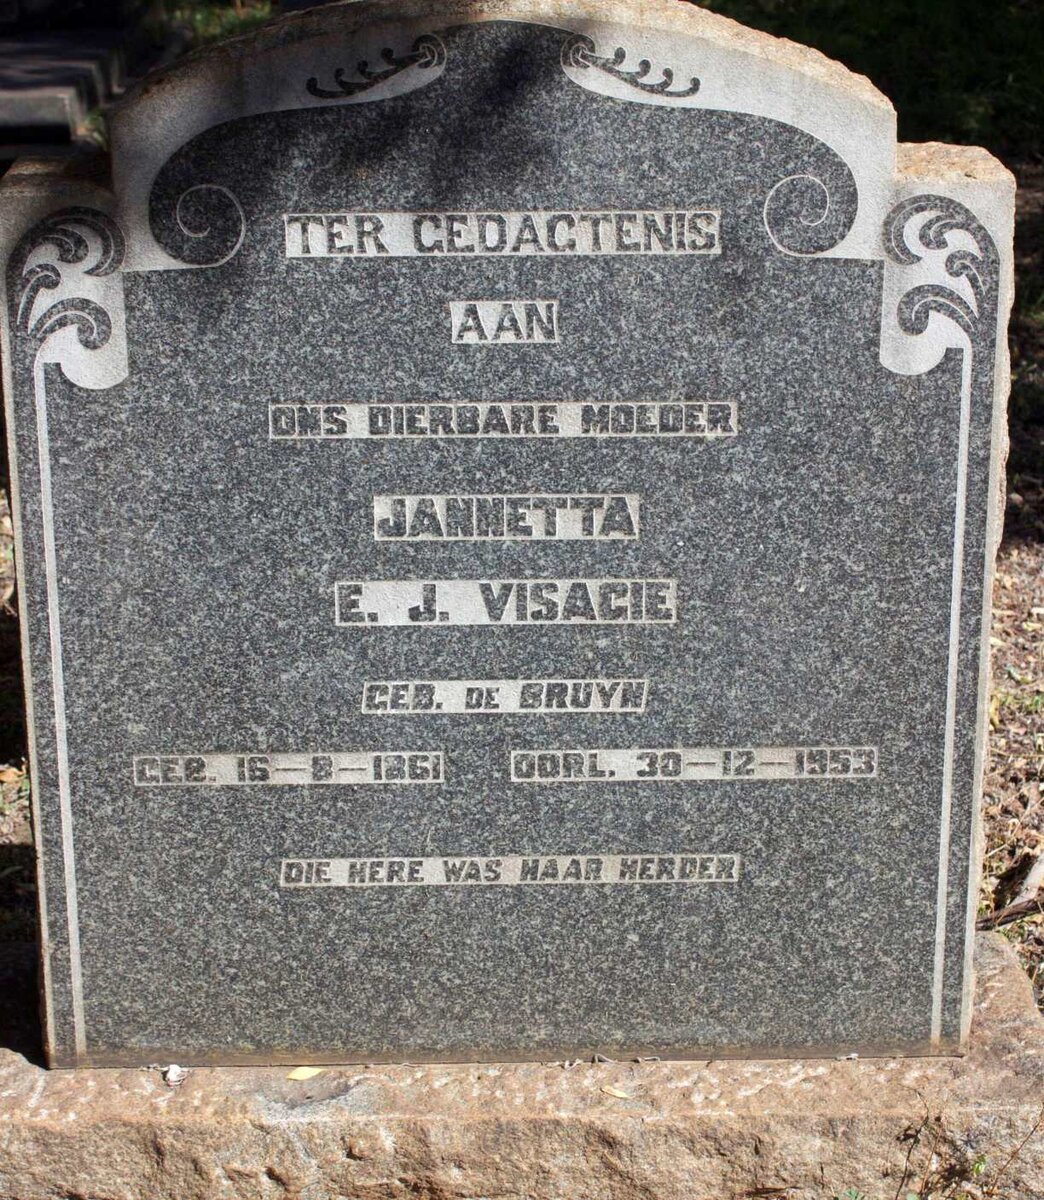 TER GEDAGTENIS
AAN
ONS DIERBARE MOEDER
JANNETTA
E. J. VISAGIE
GEB. DE BRUYN
GEB. 16-8-1861 OORL. 30-12-1953
DIE HERE WAS HAAR HERDER